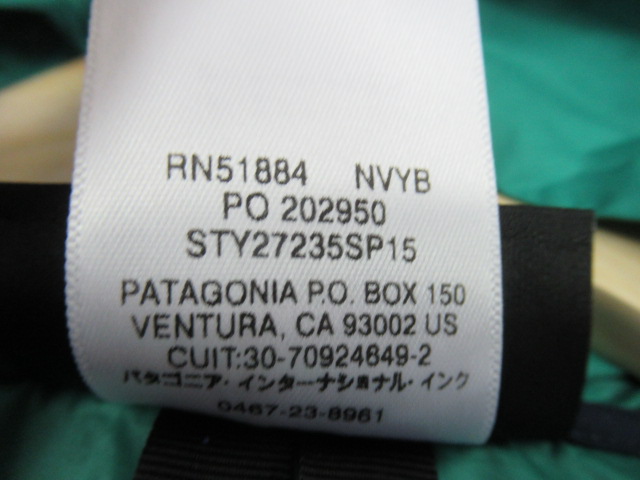 RN51884 NVYB
PO 202950
STY27235SP15
PATAGONIA P.O. BOX 150
VENTURA, CA 93002 US
CUIT:30-70924849-2
パタゴニア・インターナショナル・インク
0467-23-8961